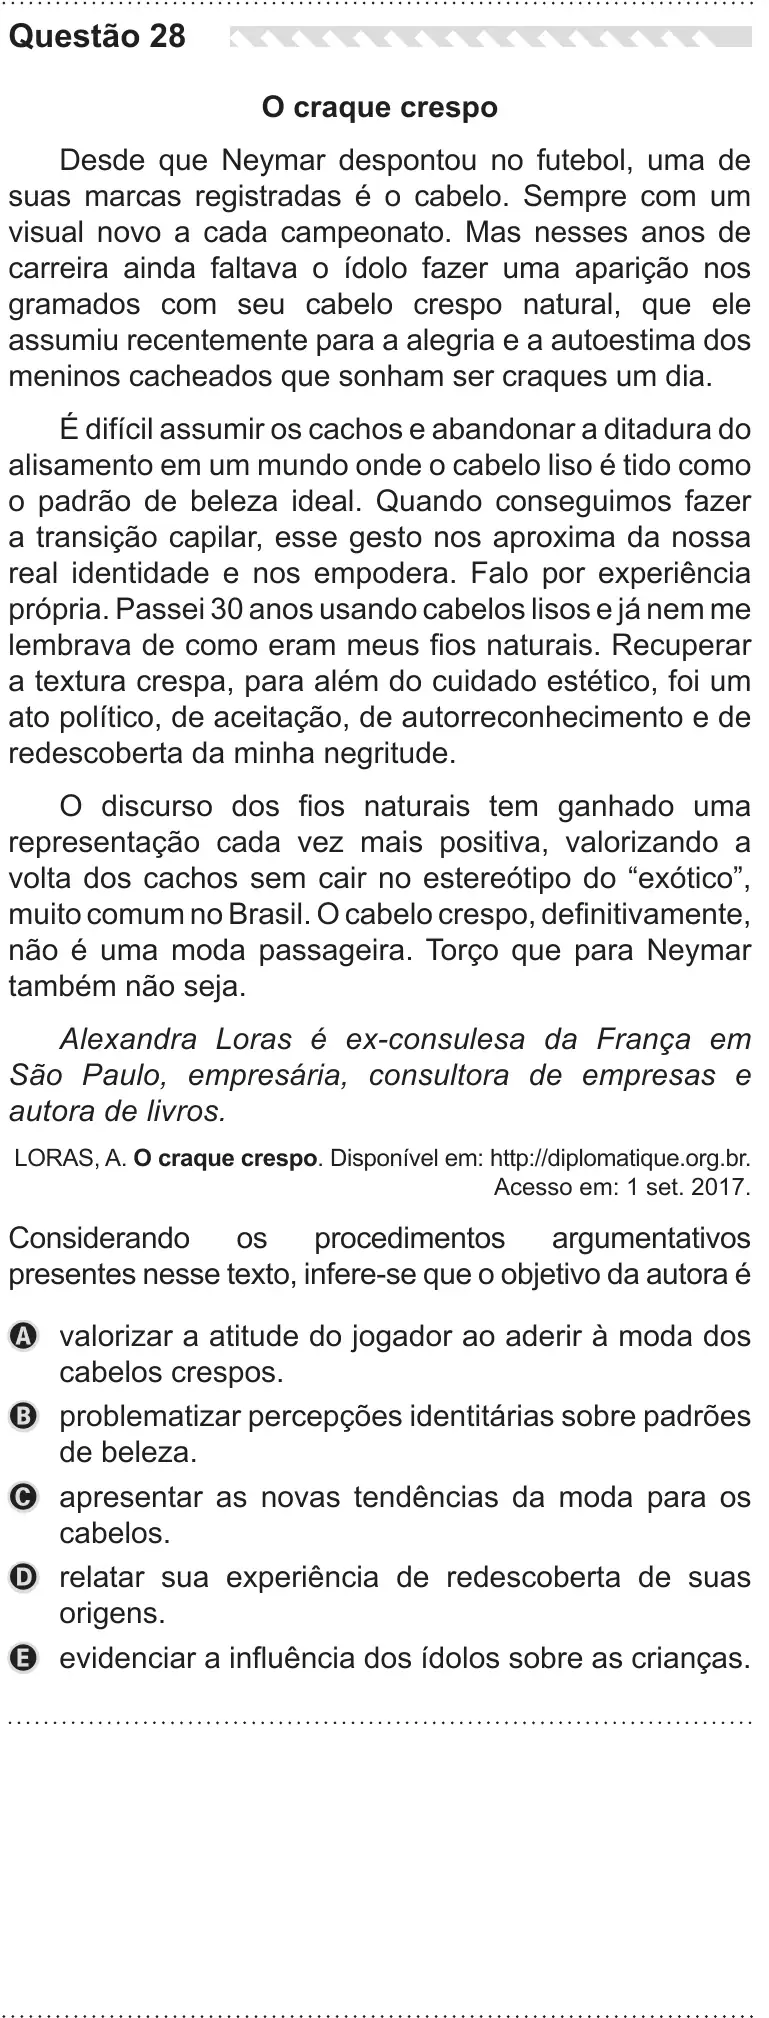 Questão 28
O craque crespo
Desde que Neymar despontou no futebol, uma de
suas marcas registradas é o cabelo. Sempre com um
visual novo a cada campeonato. Mas nesses anos de
carreira ainda faltava o ídolo fazer uma aparição nos
gramados com seu cabelo crespo natural, que ele
assumiu recentemente para a alegria e a autoestima dos
meninos cacheados que sonham ser craques um dia.
É difícil assumir os cachos e abandonar a ditadura do
alisamento em um mundo onde o cabelo liso é tido como
o padrão de beleza ideal. Quando conseguimos fazer
a transição capilar, esse gesto nos aproxima da nossa
real identidade e nos empodera. Falo por experiência
própria. Passei 30 anos usando cabelos lisos e já nem me
lembrava de como eram meus fios naturais. Recuperar
a textura crespa, para além do cuidado estético, foi um
ato político, de aceitação, de autorreconhecimento e de
redescoberta da minha negritude.
O discurso dos fios naturais tem ganhado uma
representação cada vez mais positiva, valorizando a
volta dos cachos sem cair no estereótipo do “exótico”,
muito comum no Brasil. O cabelo crespo, definitivamente,
não é uma moda passageira. Torço que para Neymar
também não seja.
Alexandra Loras é ex-consulesa da França em
São Paulo, empresária, consultora de empresas e
autora de livros.
LORAS, A. O craque crespo. Disponível em: http://diplomatique.org.br.
Acesso em: 1 set. 2017.
Considerando os procedimentos argumentativos
presentes nesse texto, infere-se que o objetivo da autora é
A valorizar a atitude do jogador ao aderir à moda dos
cabelos crespos.
B problematizar percepções identitárias sobre padrões
de beleza.
C apresentar as novas tendências da moda para os
cabelos.
D relatar sua experiência de redescoberta de suas
origens.
E evidenciar a influência dos ídolos sobre as crianças.